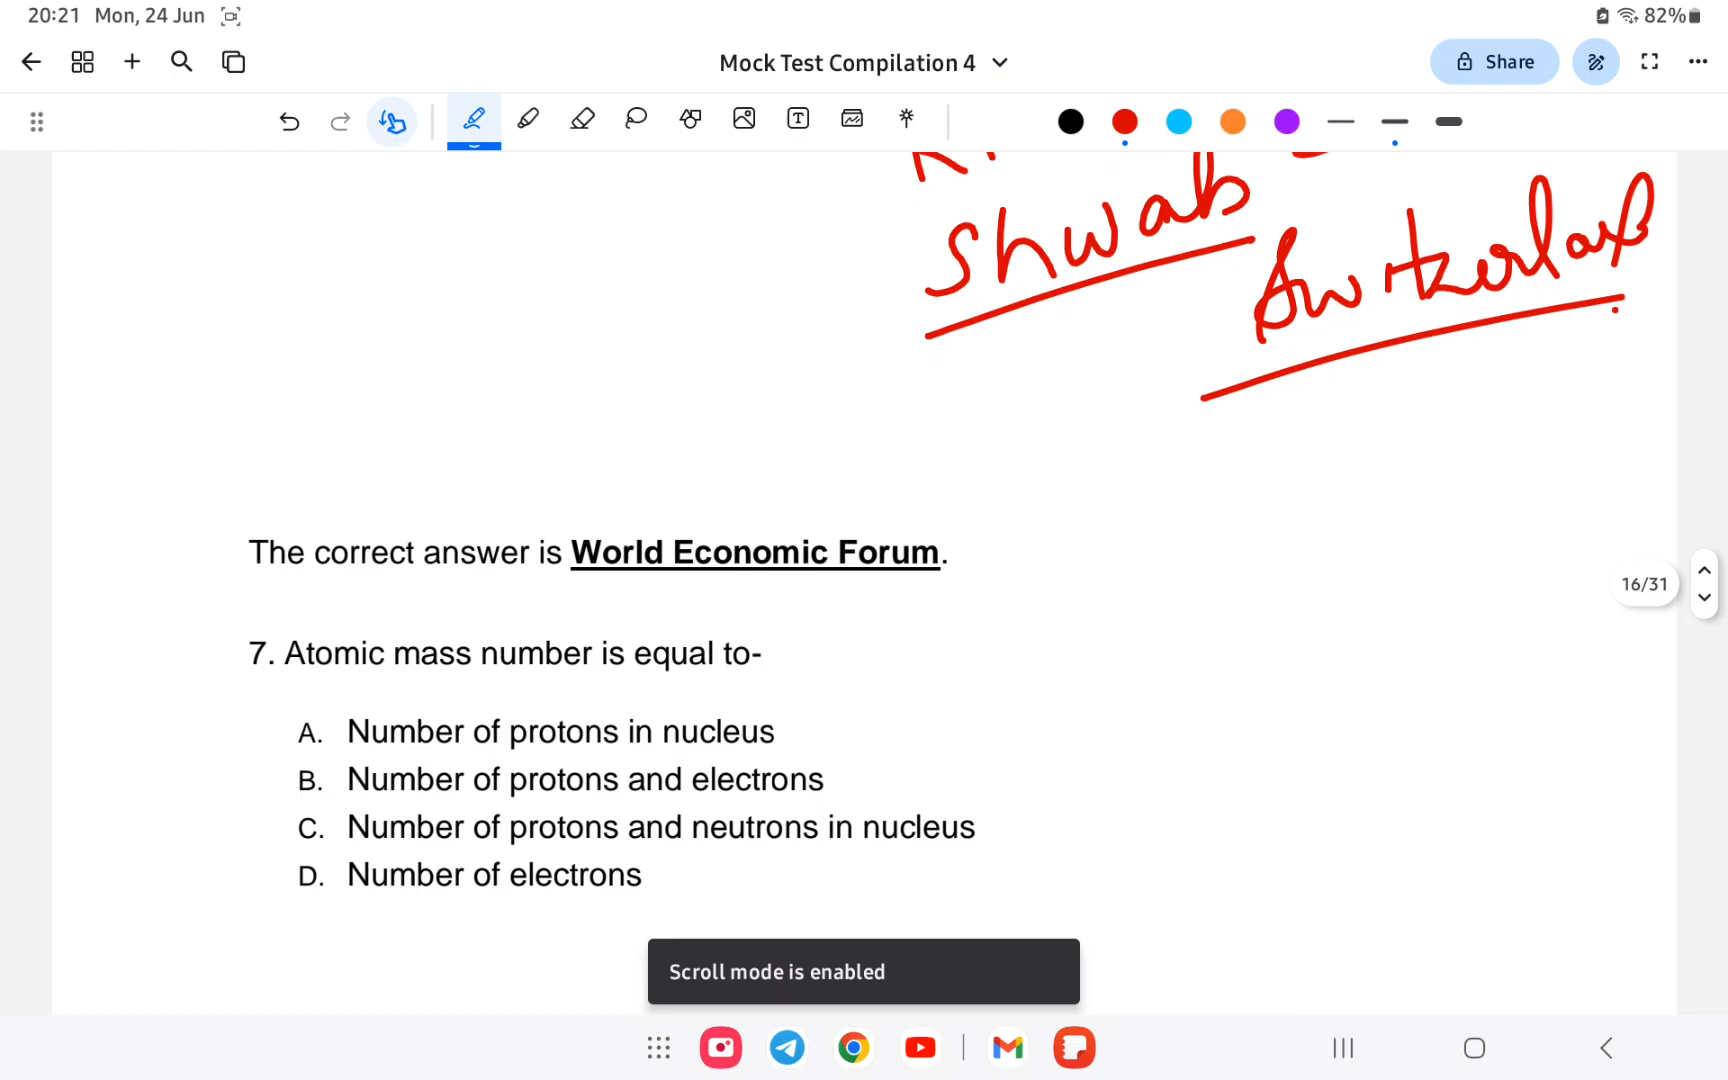 20:21 Mon, 24 Jun
82%
Mock Test Compilation 4
Share
Shwab
The correct answer is World Economic Forum.
16/31
7. Atomic mass number is equal to-
A. Number of protons in nucleus
B. Number of protons and electrons
C. Number of protons and neutrons in nucleus
D. Number of electrons
Scroll mode is enabled